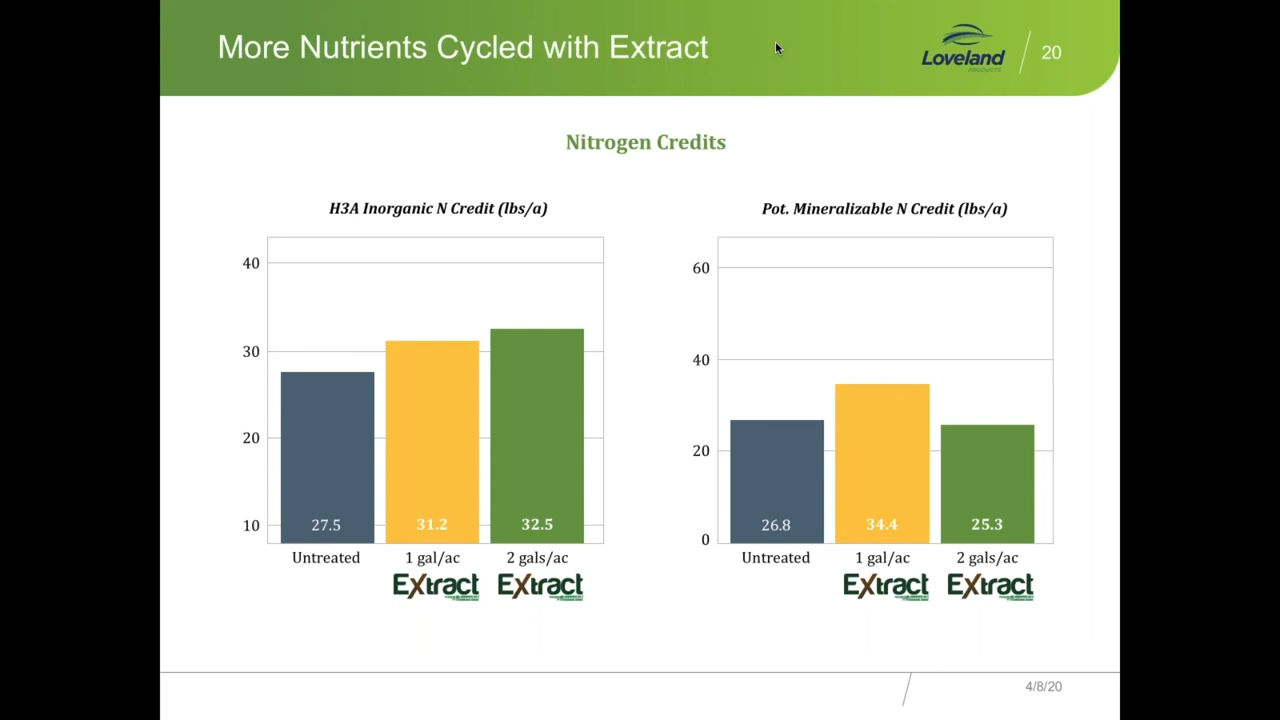 More Nutrients Cycled with Extract
Loveland
PRODUCTS
20
Nitrogen Credits
H3A Inorganic N Credit (lbs/a)
40
30
20
10
27.5
31.2
32.5
Untreated
1 gal/ac
2 gals/ac
Extract
Extract
Pot. Mineralizable N Credit (lbs/a)
60
40
20
0
26.8
34.4
25.3
Untreated
1 gal/ac
2 gals/ac
Extract
Extract
4/8/20